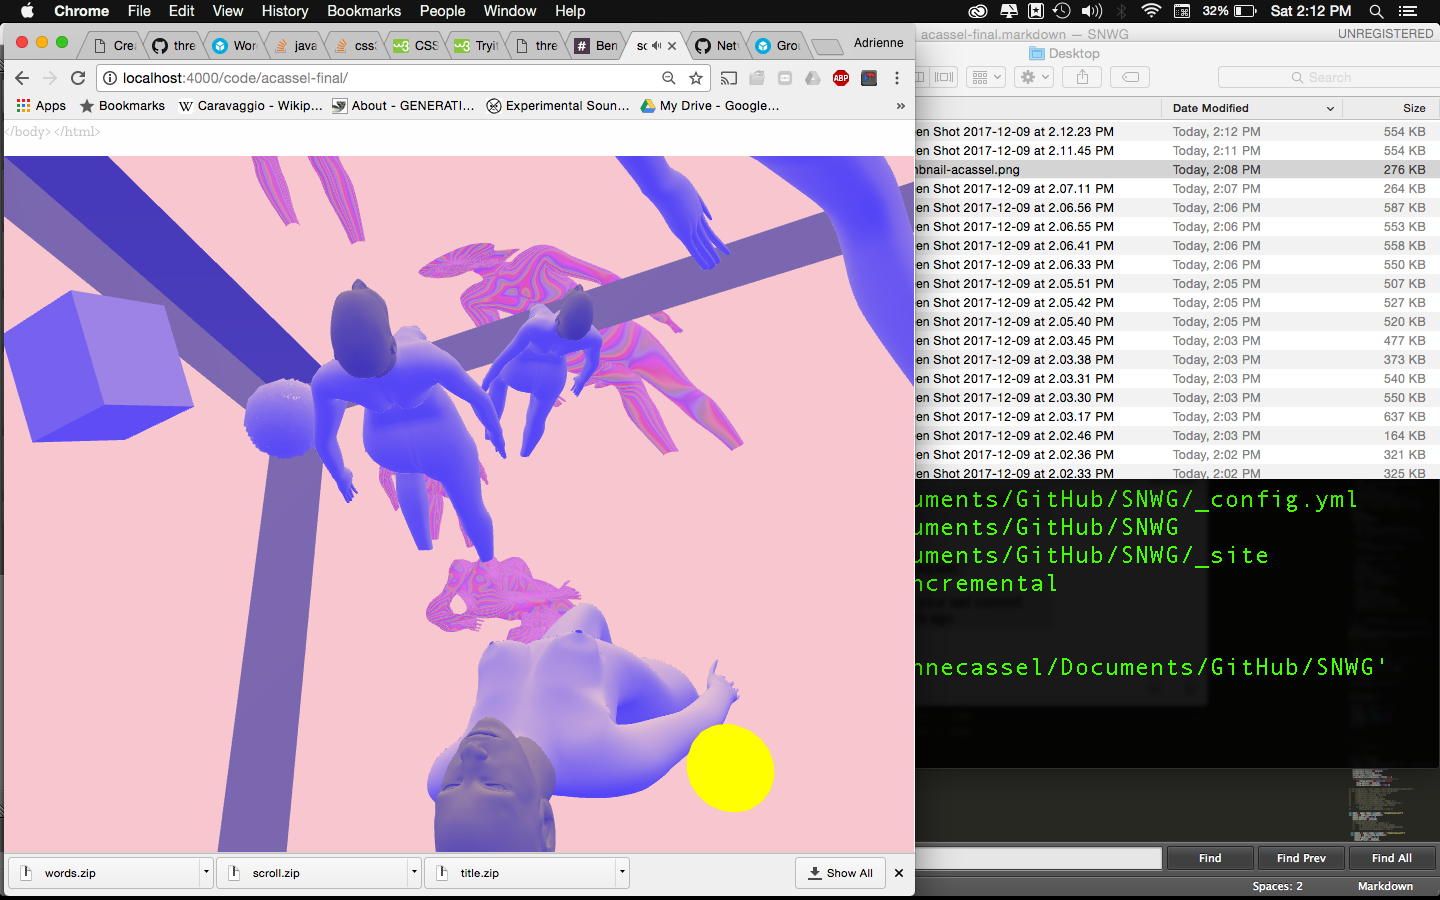 Chrome File Edit View History Bookmarks People Window Help 32% Sat 2:12 PM
acassel-final.markdown — SNWG UNREGISTERED
Cre thre Wor java css: CSS Tryit thre Ben sc Net Gro Adrienne
Desktop
localhost:4000/code/acassel-final/ ABP
Search
Apps Bookmarks Caravaggio - Wikip... About - GENERATI... Experimental Soun... My Drive - Google... »
Date Modified Size
</body> </html>
en Shot 2017-12-09 at 2.12.23 PM Today, 2:12 PM 554 KB
en Shot 2017-12-09 at 2.11.45 PM Today, 2:11 PM 554 KB
nbnail-acassel.png Today, 2:08 PM 276 KB
en Shot 2017-12-09 at 2.07.11 PM Today, 2:07 PM 264 KB
en Shot 2017-12-09 at 2.06.56 PM Today, 2:06 PM 587 KB
en Shot 2017-12-09 at 2.06.55 PM Today, 2:06 PM 553 KB
en Shot 2017-12-09 at 2.06.41 PM Today, 2:06 PM 558 KB
en Shot 2017-12-09 at 2.06.33 PM Today, 2:06 PM 550 KB
en Shot 2017-12-09 at 2.05.51 PM Today, 2:05 PM 507 KB
en Shot 2017-12-09 at 2.05.42 PM Today, 2:05 PM 527 KB
en Shot 2017-12-09 at 2.05.40 PM Today, 2:05 PM 520 KB
en Shot 2017-12-09 at 2.03.45 PM Today, 2:03 PM 477 KB
en Shot 2017-12-09 at 2.03.38 PM Today, 2:03 PM 373 KB
en Shot 2017-12-09 at 2.03.31 PM Today, 2:03 PM 540 KB
en Shot 2017-12-09 at 2.03.30 PM Today, 2:03 PM 550 KB
en Shot 2017-12-09 at 2.03.17 PM Today, 2:03 PM 637 KB
en Shot 2017-12-09 at 2.02.46 PM Today, 2:03 PM 164 KB
en Shot 2017-12-09 at 2.02.36 PM Today, 2:02 PM 321 KB
en Shot 2017-12-09 at 2.02.33 PM Today, 2:02 PM 325 KB
uments/GitHub/SNWG/_config.yml
uments/GitHub/SNWG
uments/GitHub/SNWG/_site
ncremental
nnecassel/Documents/GitHub/SNWG'
words.zip scroll.zip title.zip Show All
Find Find Prev Find All
Spaces: 2 Markdown